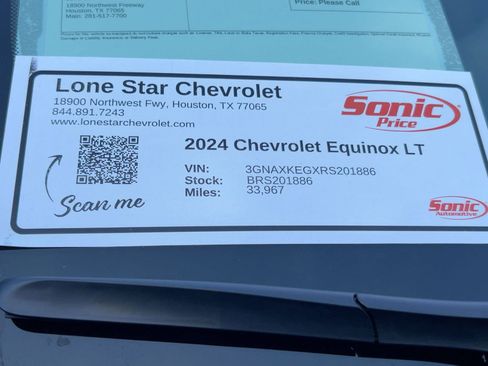 18900 Northwest Freeway
Houston, TX 77065
Main: 281-517-7700
Price: Please Call
Lone Star Chevrolet
18900 Northwest Fwy, Houston, TX 77065
844.891.7243
www.lonestarchevrolet.com
Sonic
Price
2024 Chevrolet Equinox LT
VIN: 3GNAXKEGXRS201886
Stock: BRS201886
Miles: 33,967
Scan me
Sonic
Automotive